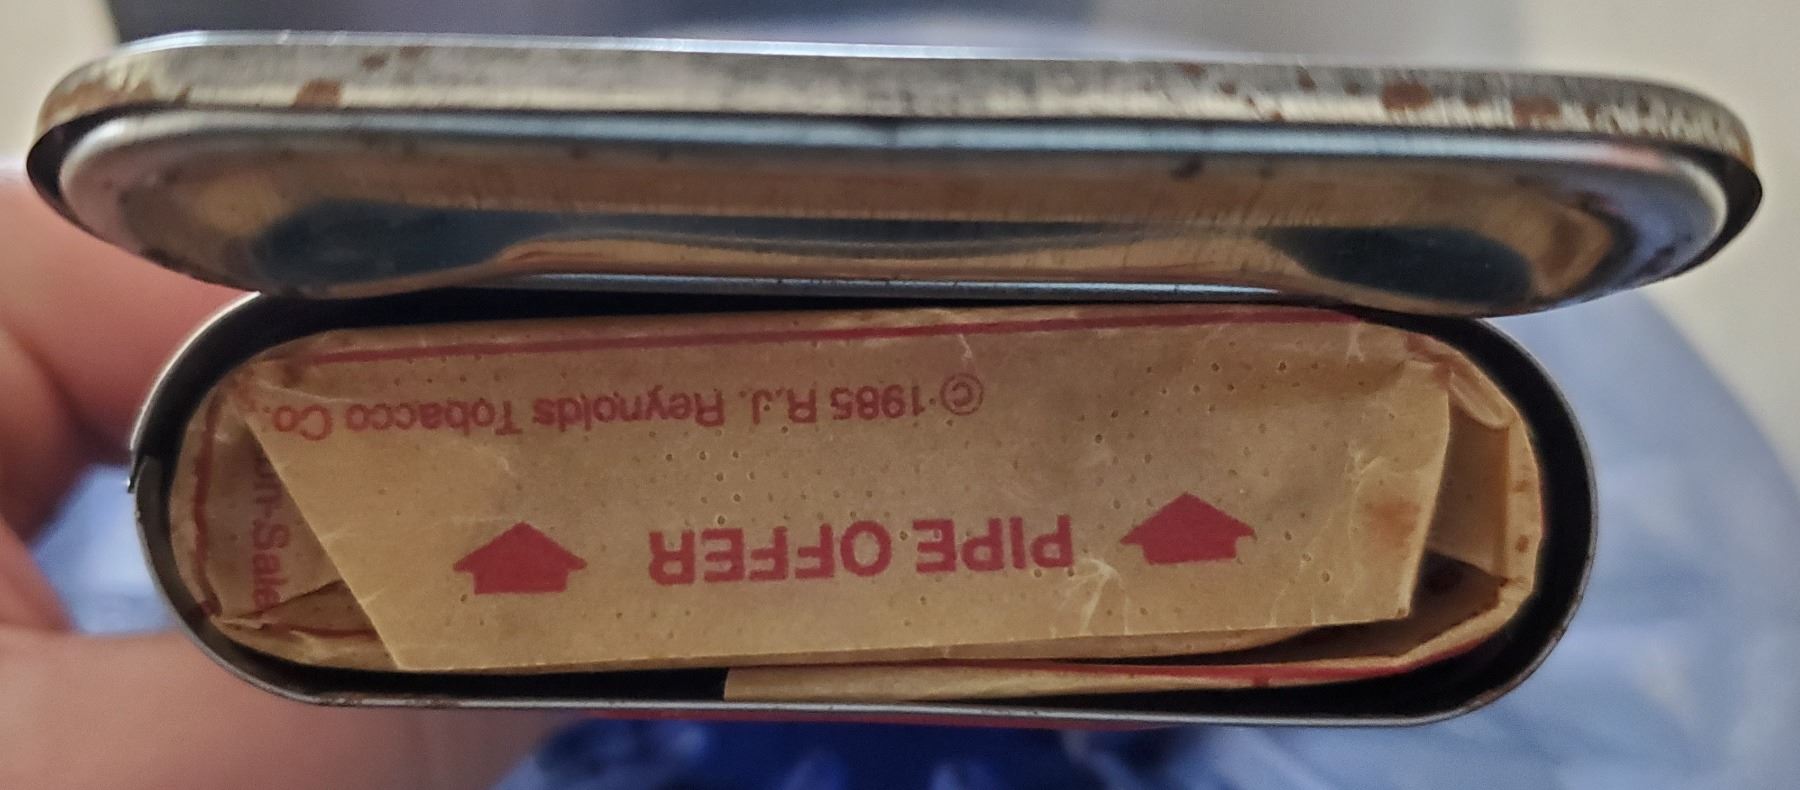 PIPE OFFER
© 1985 R.J. Reynolds Tobacco Co.